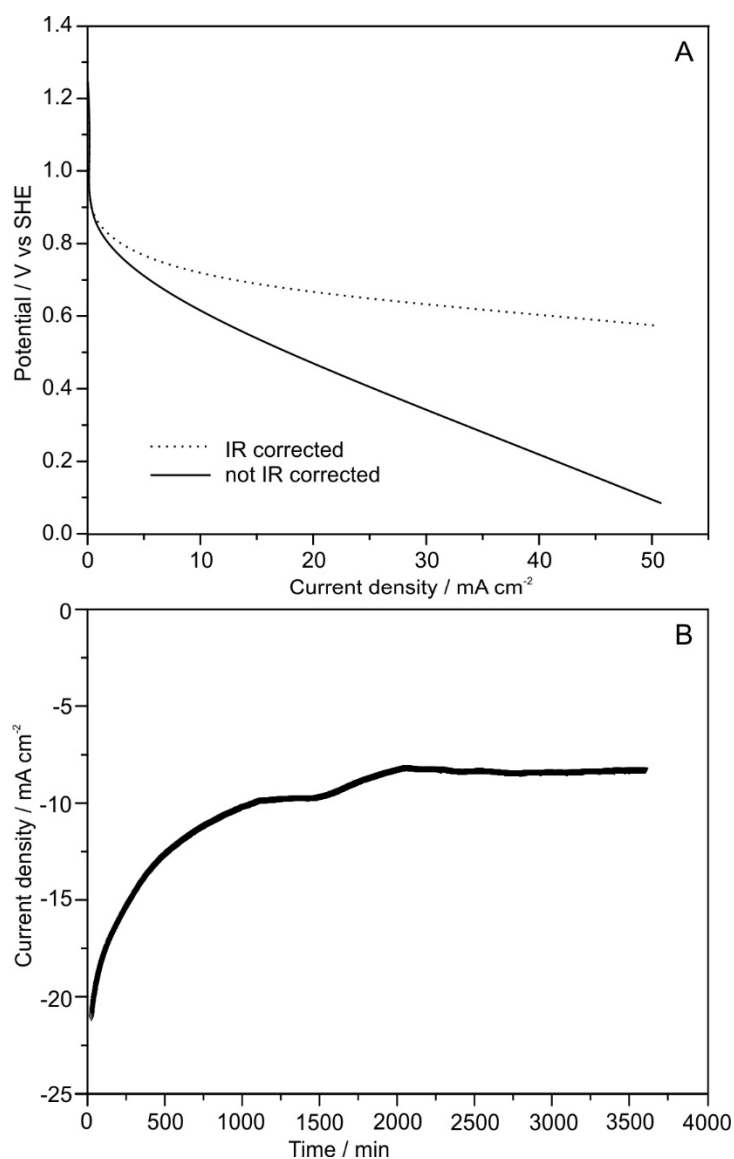 A
1.4
1.2
1.0
0.8
0.6
0.4
0.2
0.0
Potential / V vs SHE
IR corrected
not IR corrected
0 10 20 30 40 50
Current density / mA cm⁻²
B
0
-5
-10
-15
-20
-25
Current density / mA cm⁻²
0 500 1000 1500 2000 2500 3000 3500 4000
Time / min